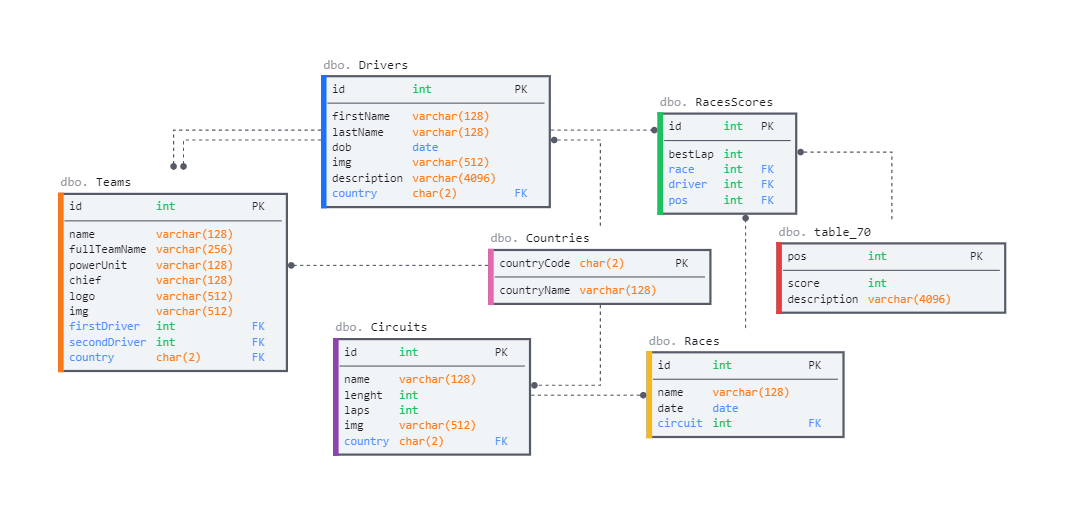 dbo. Drivers
id int PK
firstName varchar(128)
lastName varchar(128)
dob date
img varchar(512)
description varchar(4096)
country char(2) FK
dbo. RacesScores
id int PK
bestLap int
race int FK
driver int FK
pos int FK
dbo. Teams
id int PK
name varchar(128)
fullTeamName varchar(256)
powerUnit varchar(128)
chief varchar(128)
logo varchar(512)
img varchar(512)
firstDriver int FK
secondDriver int FK
country char(2) FK
dbo. Countries
countryCode char(2) PK
countryName varchar(128)
dbo. table_70
pos int PK
score int
description varchar(4096)
dbo. Circuits
id int PK
name varchar(128)
lenght int
laps int
img varchar(512)
country char(2) FK
dbo. Races
id int PK
name varchar(128)
date date
circuit int FK